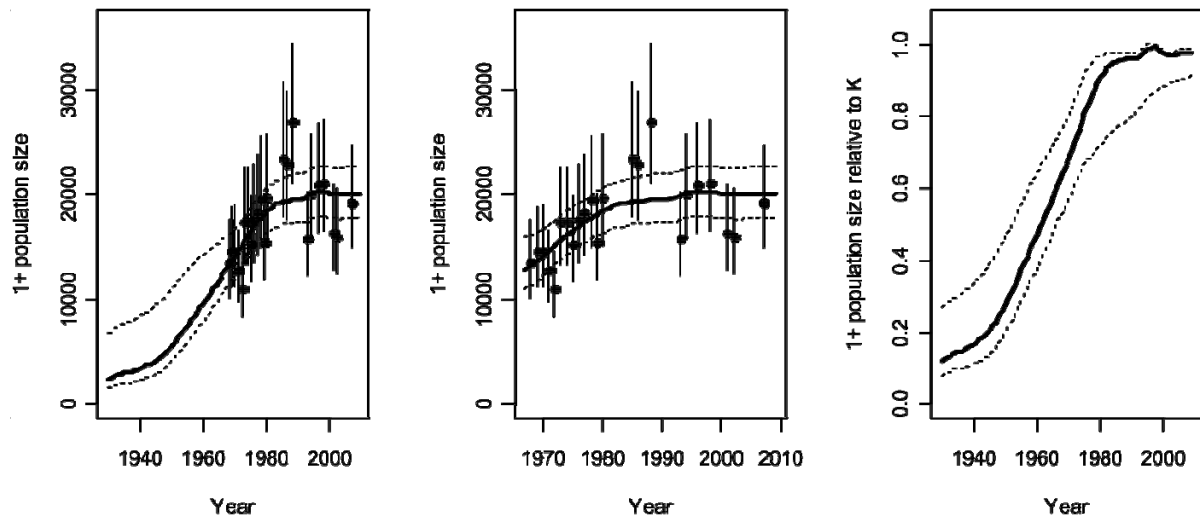 1+ population size
30000
20000
10000
0
1940 1960 1980 2000
Year
1+ population size
30000
20000
10000
0
1970 1980 1990 2000 2010
Year
1+ population size relative to K
1.0
0.8
0.6
0.4
0.2
0.0
1940 1960 1980 2000
Year